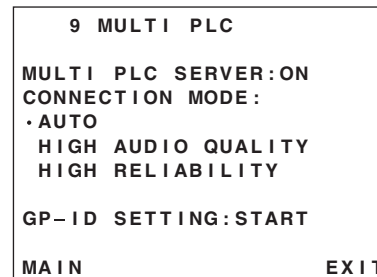 9 MULTI PLC
MULTI PLC SERVER:ON
CONNECTION MODE:
·AUTO
HIGH AUDIO QUALITY
HIGH RELIABILITY
GP–ID SETTING:START
MAIN EXIT